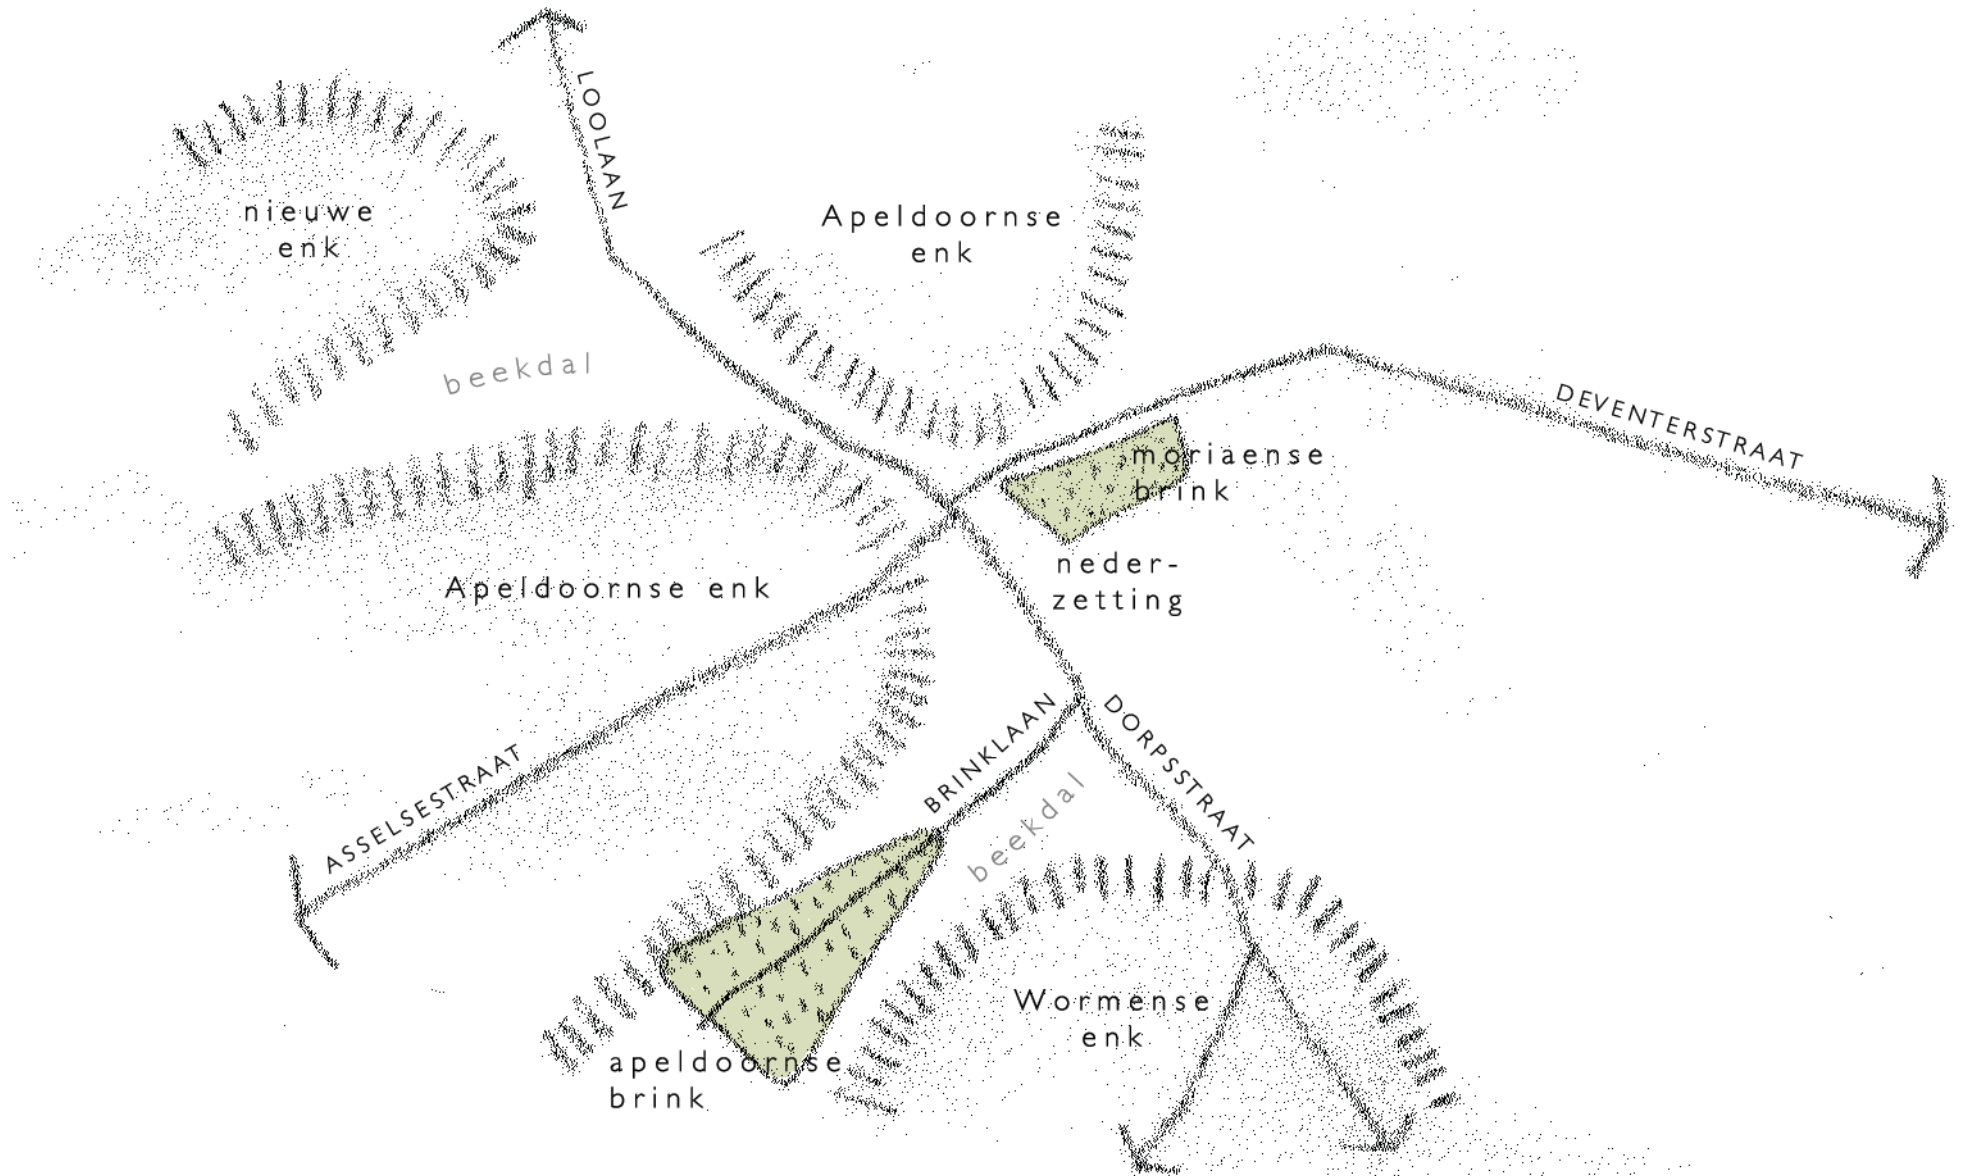 LOOLAAN
nieuwe
enk
Apeldoornse
enk
beekdal
DEVENTERSTRAAT
moriaense
brink
neder-
zetting
Apeldoornse enk
ASSELSESTRAAT
BRINKLAAN
DORPSSTRAAT
beekdal
Wormense
enk
apeldoornse
brink